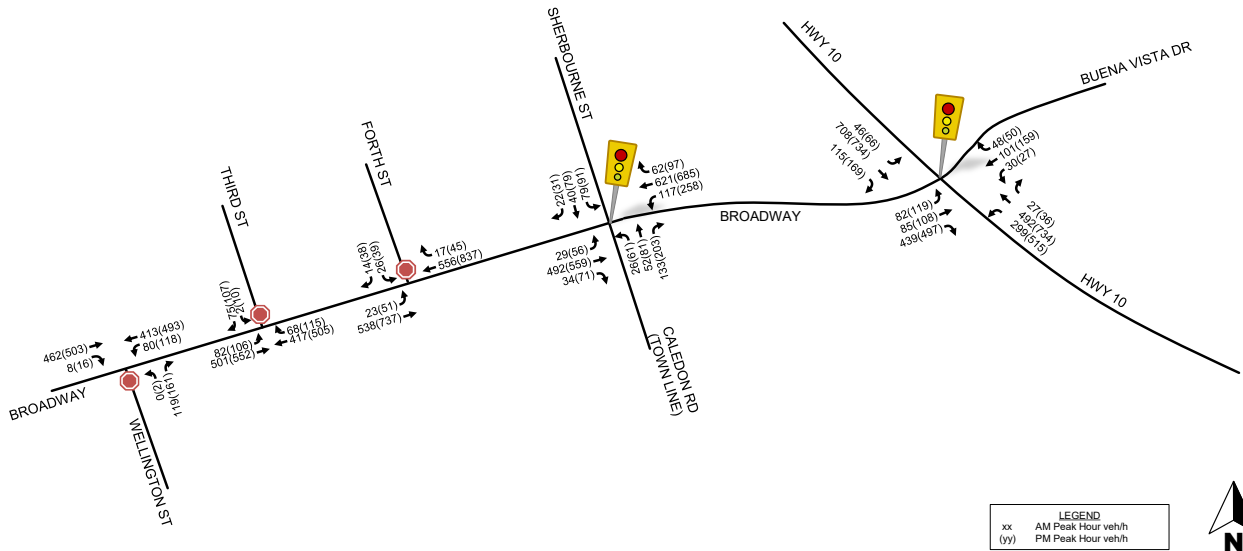 HWY 10
SHERBOURNE ST
BUENA VISTA DR
FORTH ST
THIRD ST
46(66)
708(734)
115(169)
48(50)
101(159)
30(27)
62(97)
621(685)
117(258)
22(31)
40(79)
79(91)
BROADWAY
82(119)
85(108)
439(497)
27(36)
492(734)
299(515)
17(45)
556(837)
14(38)
26(39)
29(56)
492(559)
34(71)
26(61)
52(81)
133(203)
23(51)
538(737)
HWY 10
75(107)
2(10)
68(115)
417(505)
82(106)
501(552)
413(493)
80(118)
462(503)
8(16)
0(2)
119(161)
BROADWAY
CALEDON RD
(TOWN LINE)
WELLINGTON ST
LEGEND
xx AM Peak Hour veh/h
(yy) PM Peak Hour veh/h
N